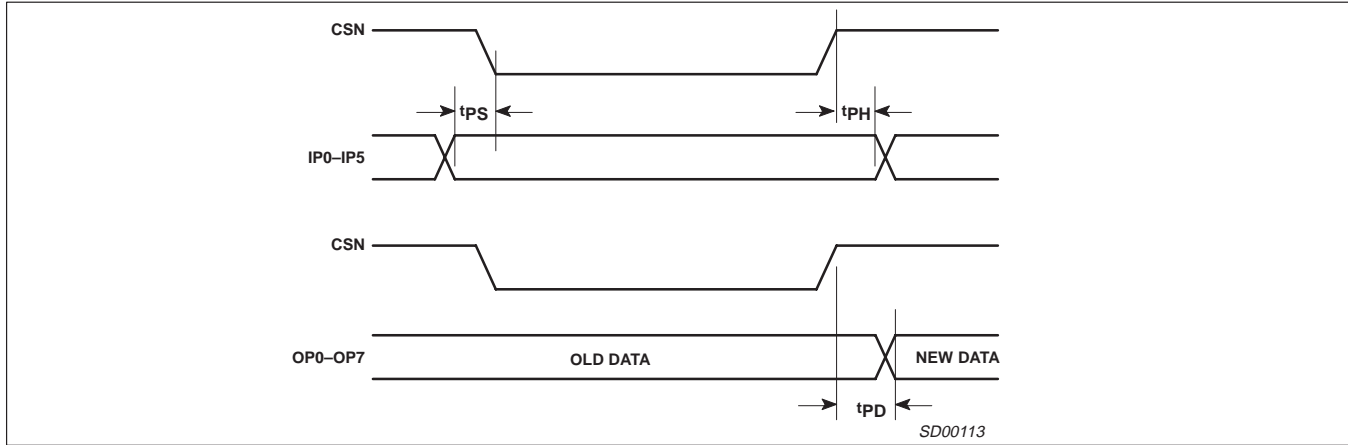 CSN
tPS
tPH
IP0–IP5
CSN
OP0–OP7
OLD DATA
NEW DATA
tPD
SD00113